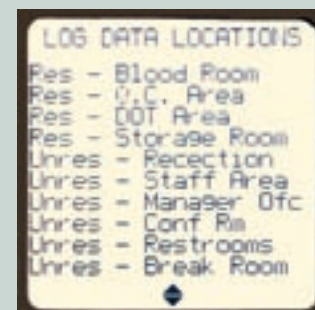 LOG DATA LOCATIONS
Res - Blood Room
Res - Q.C. Area
Res - DOT Area
Res - Storage Room
Unres - Recection
Unres - Staff Area
Unres - Manager Ofc
Unres - Conf Rm
Unres - Restrooms
Unres - Break Room